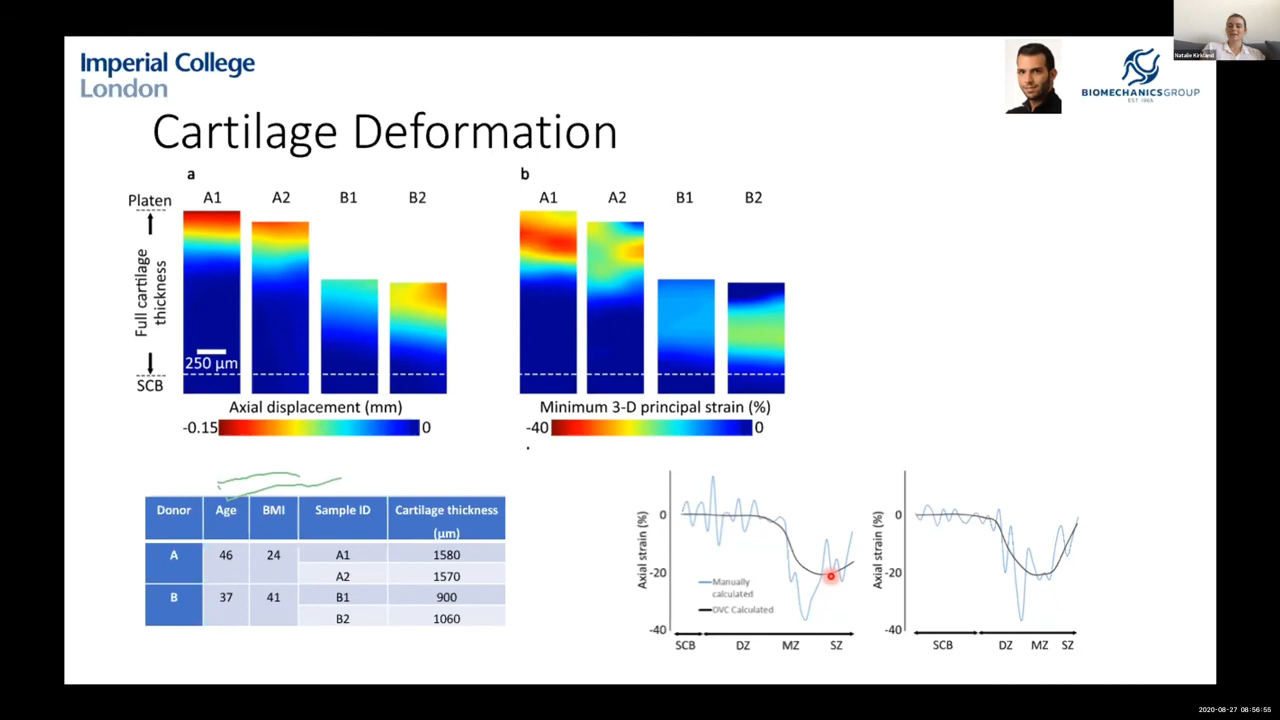 Natalie Kirkland
Imperial College
London
BIOMECHANICSGROUP
EST 1965
Cartilage Deformation
a
b
A1 A2 B1 B2
A1 A2 B1 B2
Platen
Full cartilage
thickness
SCB
250 µm
Axial displacement (mm)
-0.15 0
Minimum 3-D principal strain (%)
-40 0
Donor Age BMI Sample ID Cartilage thickness
(µm)
A 46 24 A1 1580
A2 1570
B 37 41 B1 900
B2 1060
Axial strain (%)
0
-20
-40
Manually
calculated
DVC Calculated
SCB DZ MZ SZ
Axial strain (%)
0
-20
-40
SCB DZ MZ SZ
2020-08-27 08:56:55